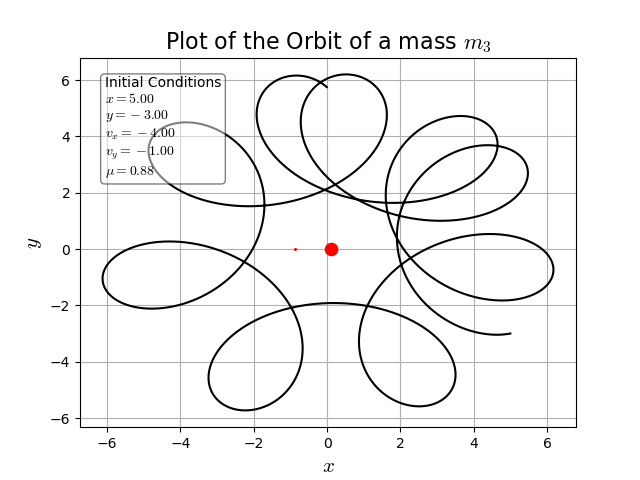 Plot of the Orbit of a mass m₃
Initial Conditions
x = 5.00
y = −3.00
vₓ = −4.00
v_y = −1.00
μ = 0.88
6
4
2
0
−2
−4
−6
y
−6
−4
−2
0
2
4
6
x